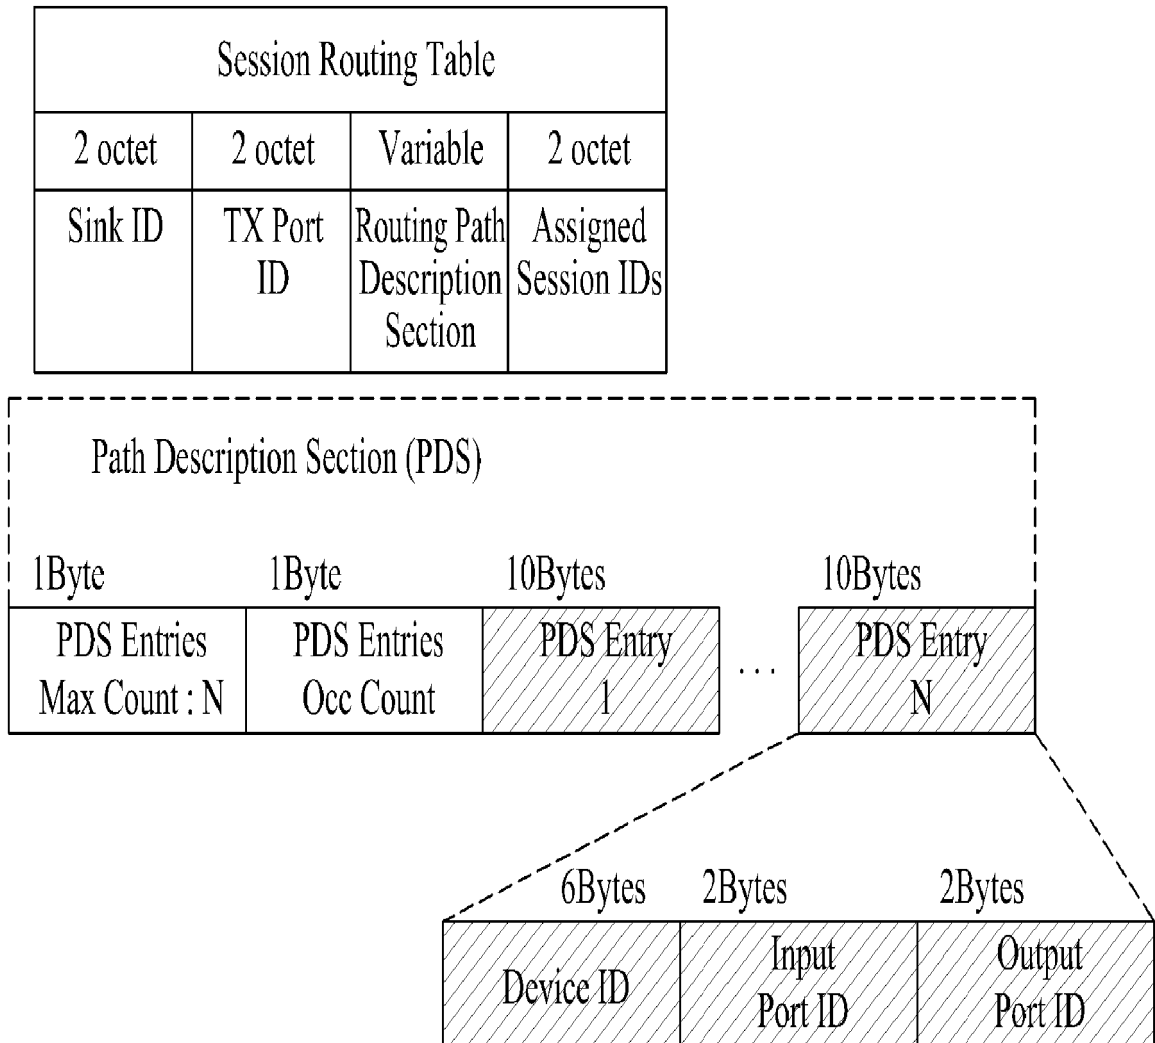 Session Routing Table
2 octet 2 octet Variable 2 octet
Sink ID TX Port Routing Path Assigned
ID Description Session IDs
Section
Path Description Section (PDS)
1Byte 1Byte 10Bytes 10Bytes
PDS Entries PDS Entries PDS Entry ... PDS Entry
Max Count : N Occ Count 1 N
6Bytes 2Bytes 2Bytes
Device ID Input Output
Port ID Port ID